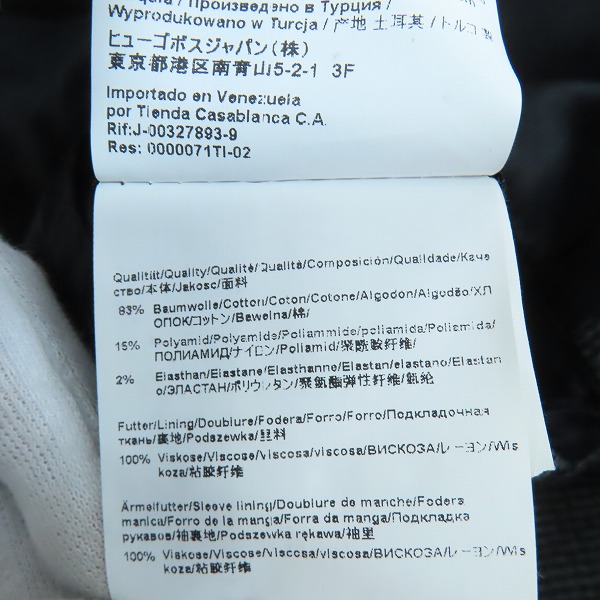 Произведено в Турция /
Wyprodukowano w Turcja / 产地 土耳其 / トルコ製
ヒューゴボスジャパン(株)
東京都港区南青山5-2-1 3F
Importado en Venezuela
por Tienda Casablanca C.A.
Rif:J-00327893-9
Res: 0000071TI-02
Qualität/Quality/Qualité/Qualità/Composición/Qualidade/Каче
ство/本体/Jakosc/面料
83% Baumwolle/Cotton/Coton/Cotone/Algodon/Algodão/ХЛ
ОПОК/コットン/Bawelna/棉/
15% Polyamid/Polyamide/Poliammide/poliamida/Poliamida/
ПОЛИАМИД/ナイロン/Poliamid/聚酰胺纤维/
2% Elasthan/Elastane/Elasthanne/Elastan/elastano/Elastan
o/ЭЛАСТАН/ポリウレタン/聚氨酯弹性纤维/氨纶
Futter/Lining/Doublure/Fodera/Forro/Forro/Подкладочная
ткань/裏地/Podszewka/里料
100% Viskose/Viscose/Viscosa/viscosa/ВИСКОЗА/レーヨン/Wis
koza/粘胶纤维
Ärmelfutter/Sleeve lining/Doublure de manche/Fodera
manica/Forro de la manga/Forra da manga/Подклад
рукавов/袖裏地/Podszewka rękawa/袖里
100% Viskose/Viscose/Viscosa/viscosa/ВИСКОЗА/レーヨン/Wis
koza/粘胶纤维